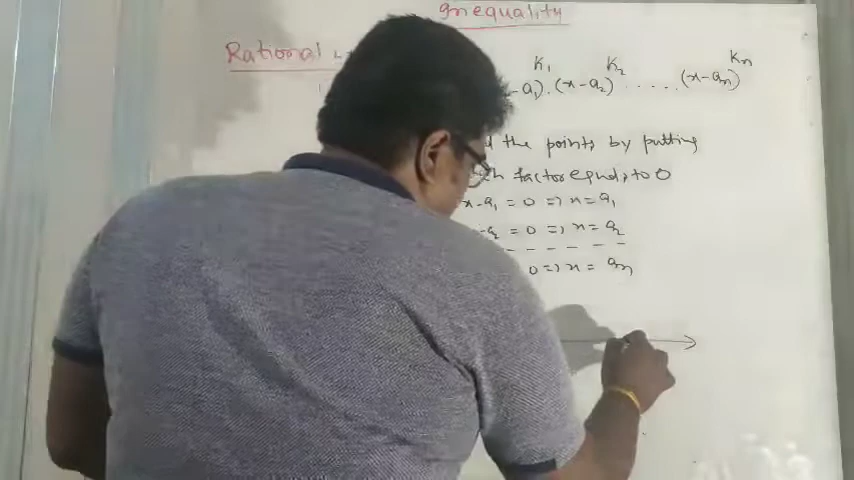 Inequality
Rational
K₁ K₂ Kₙ
-a₁).(x-a₂) ..... (x-aₙ)
the points by putting
factor equal to 0
x-a₁ = 0 => x = a₁
= 0 => x = a₂
0 => x = aₙ